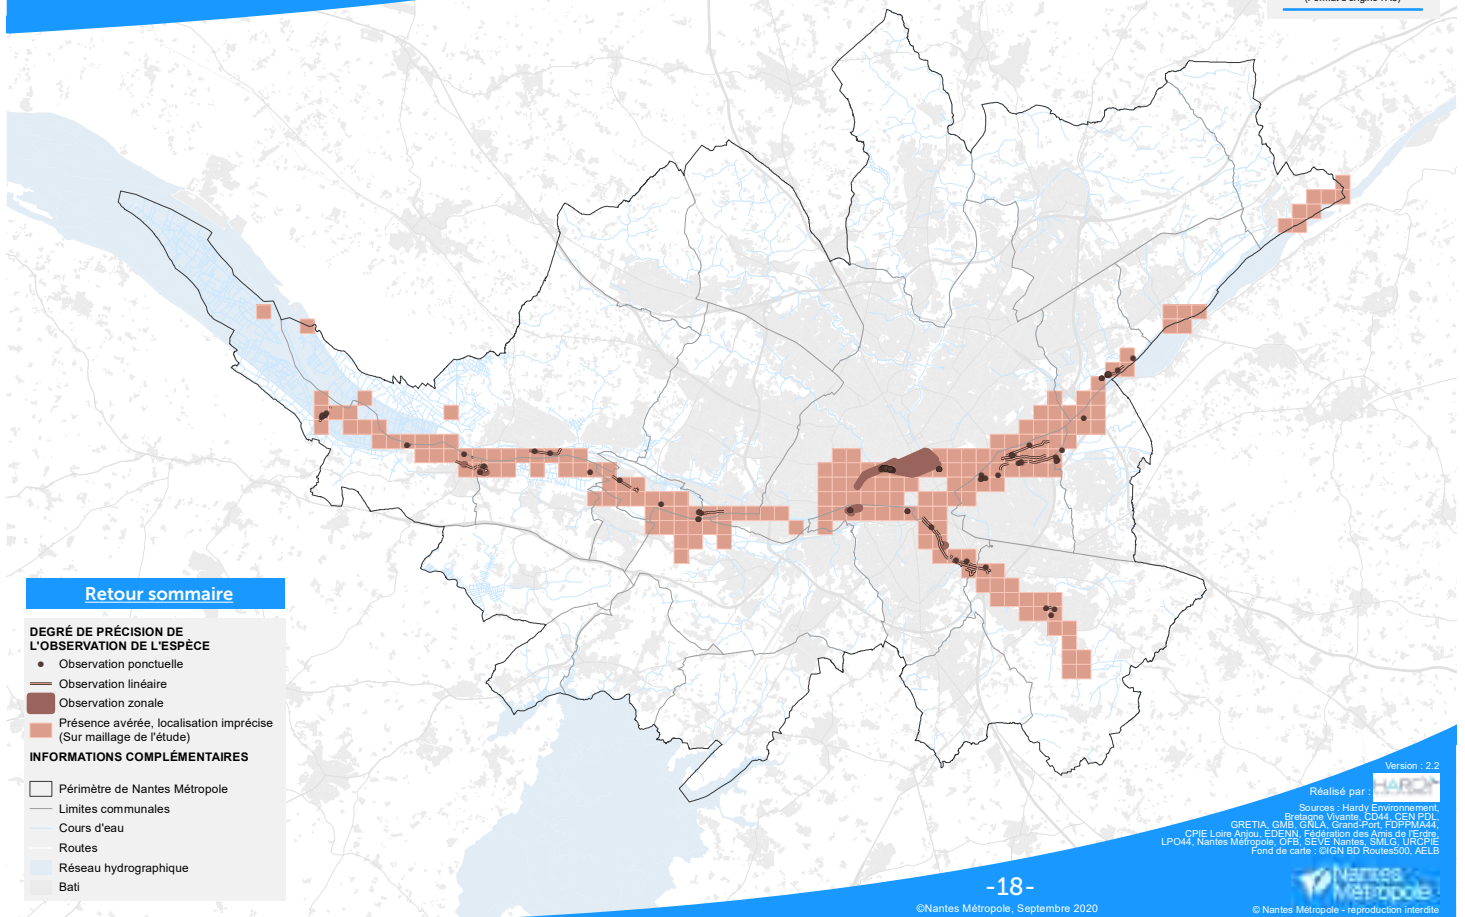 Retour sommaire
DEGRÉ DE PRÉCISION DE
L'OBSERVATION DE L'ESPÈCE
Observation ponctuelle
Observation linéaire
Observation zonale
Présence avérée, localisation imprécise
(Sur maillage de l'étude)
INFORMATIONS COMPLÉMENTAIRES
Périmètre de Nantes Métropole
Limites communales
Cours d'eau
Routes
Réseau hydrographique
Bati
Version : 2.2
Réalisé par : HARDY
Sources : Hardy Environnement,
Bretagne Vivante, CD44, CEN PDL,
GRETIA, GMB, GNLA, Grand-Port, FDPPMA44,
CPIE Loire Anjou, EDENN, Fédération des Amis de l'Erdre,
LPO44, Nantes Métropole, OFB, SEVE Nantes, SMLG, URCPIE
Fond de carte : ©IGN BD Routes500, AELB
Nantes
Métropole
-18-
©Nantes Métropole, Septembre 2020
© Nantes Métropole - reproduction interdite